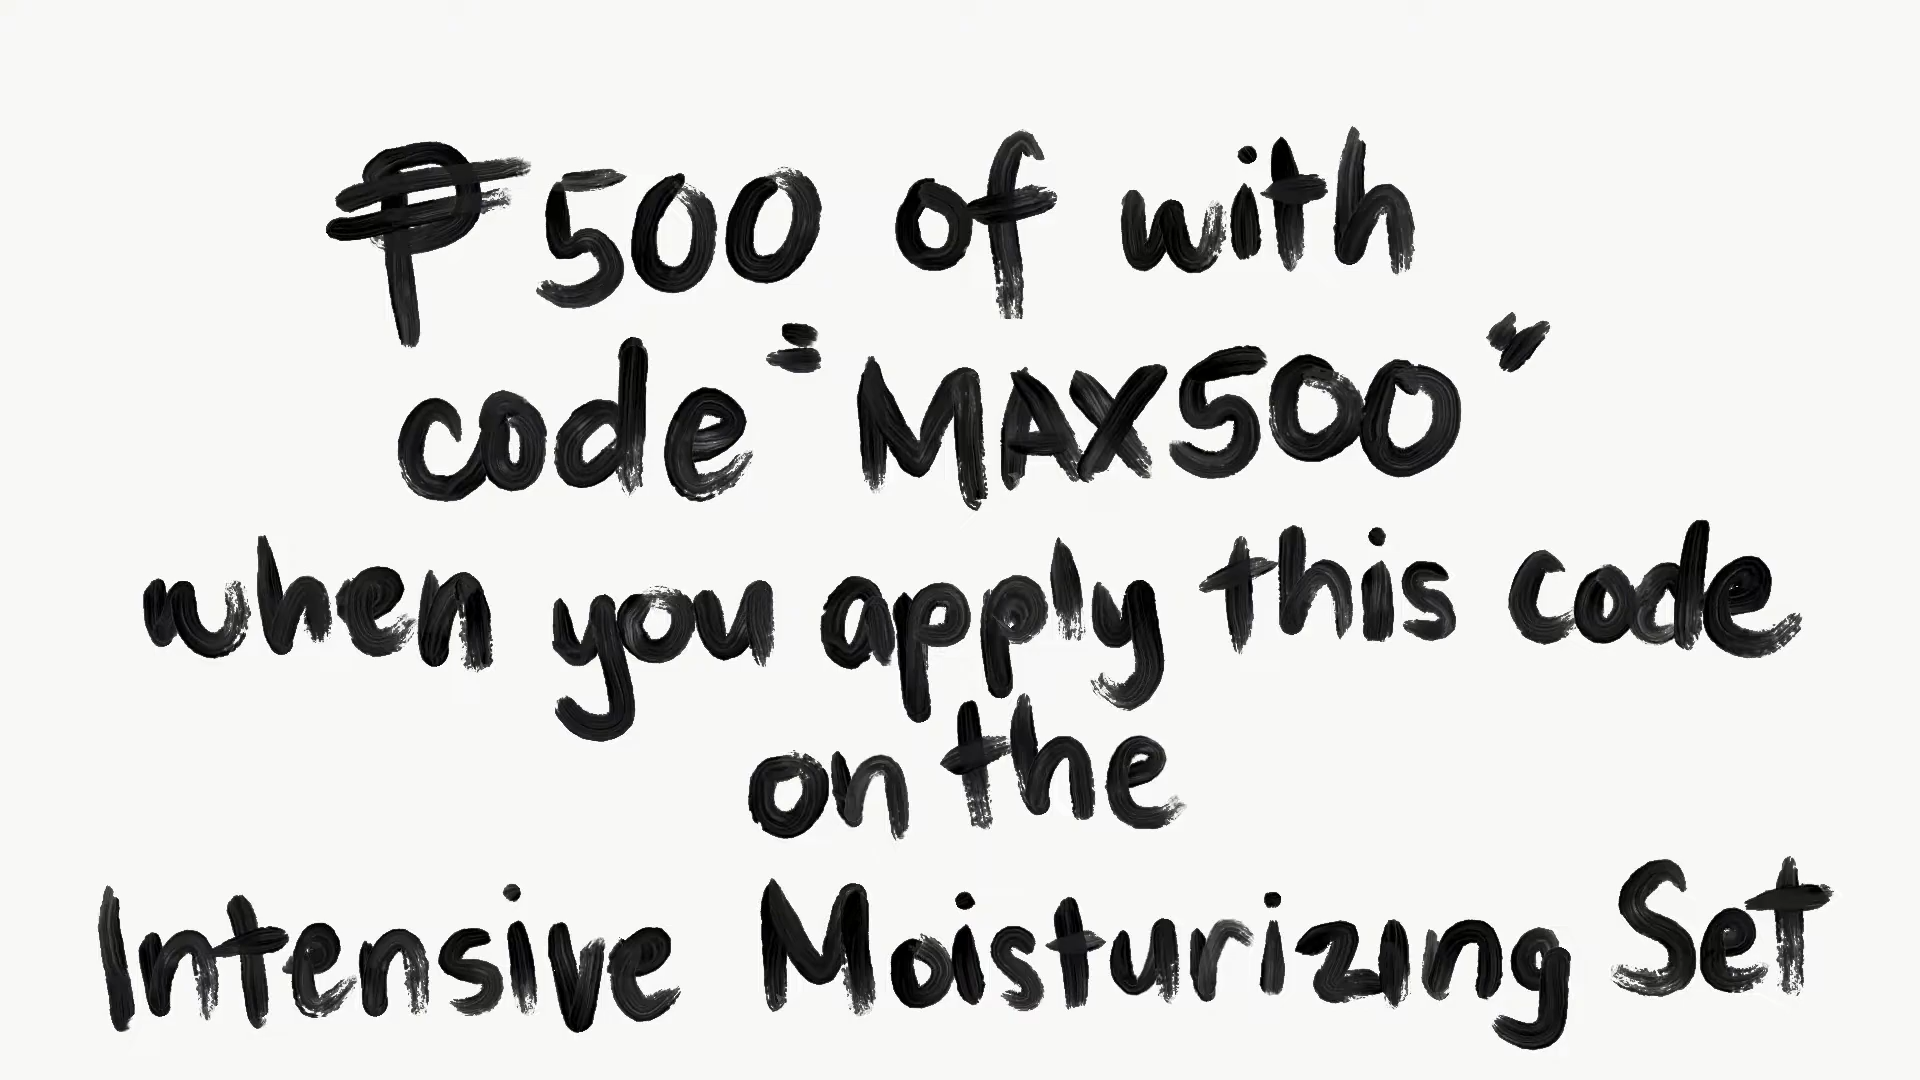 ₱500 of with
code "MAX500"
when you apply this code
on the
Intensive Moisturizing Set